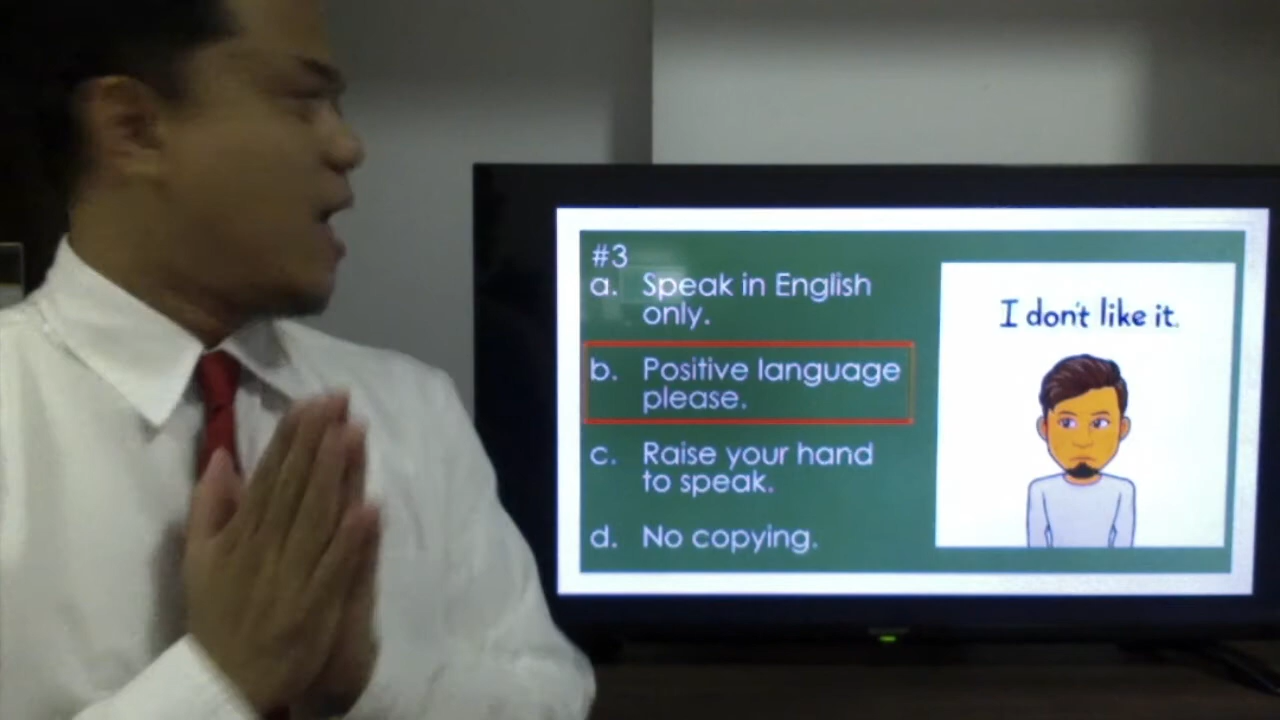 #3
a. Speak in English
only.
b. Positive language
please.
c. Raise your hand
to speak.
d. No copying.
I don't like it.